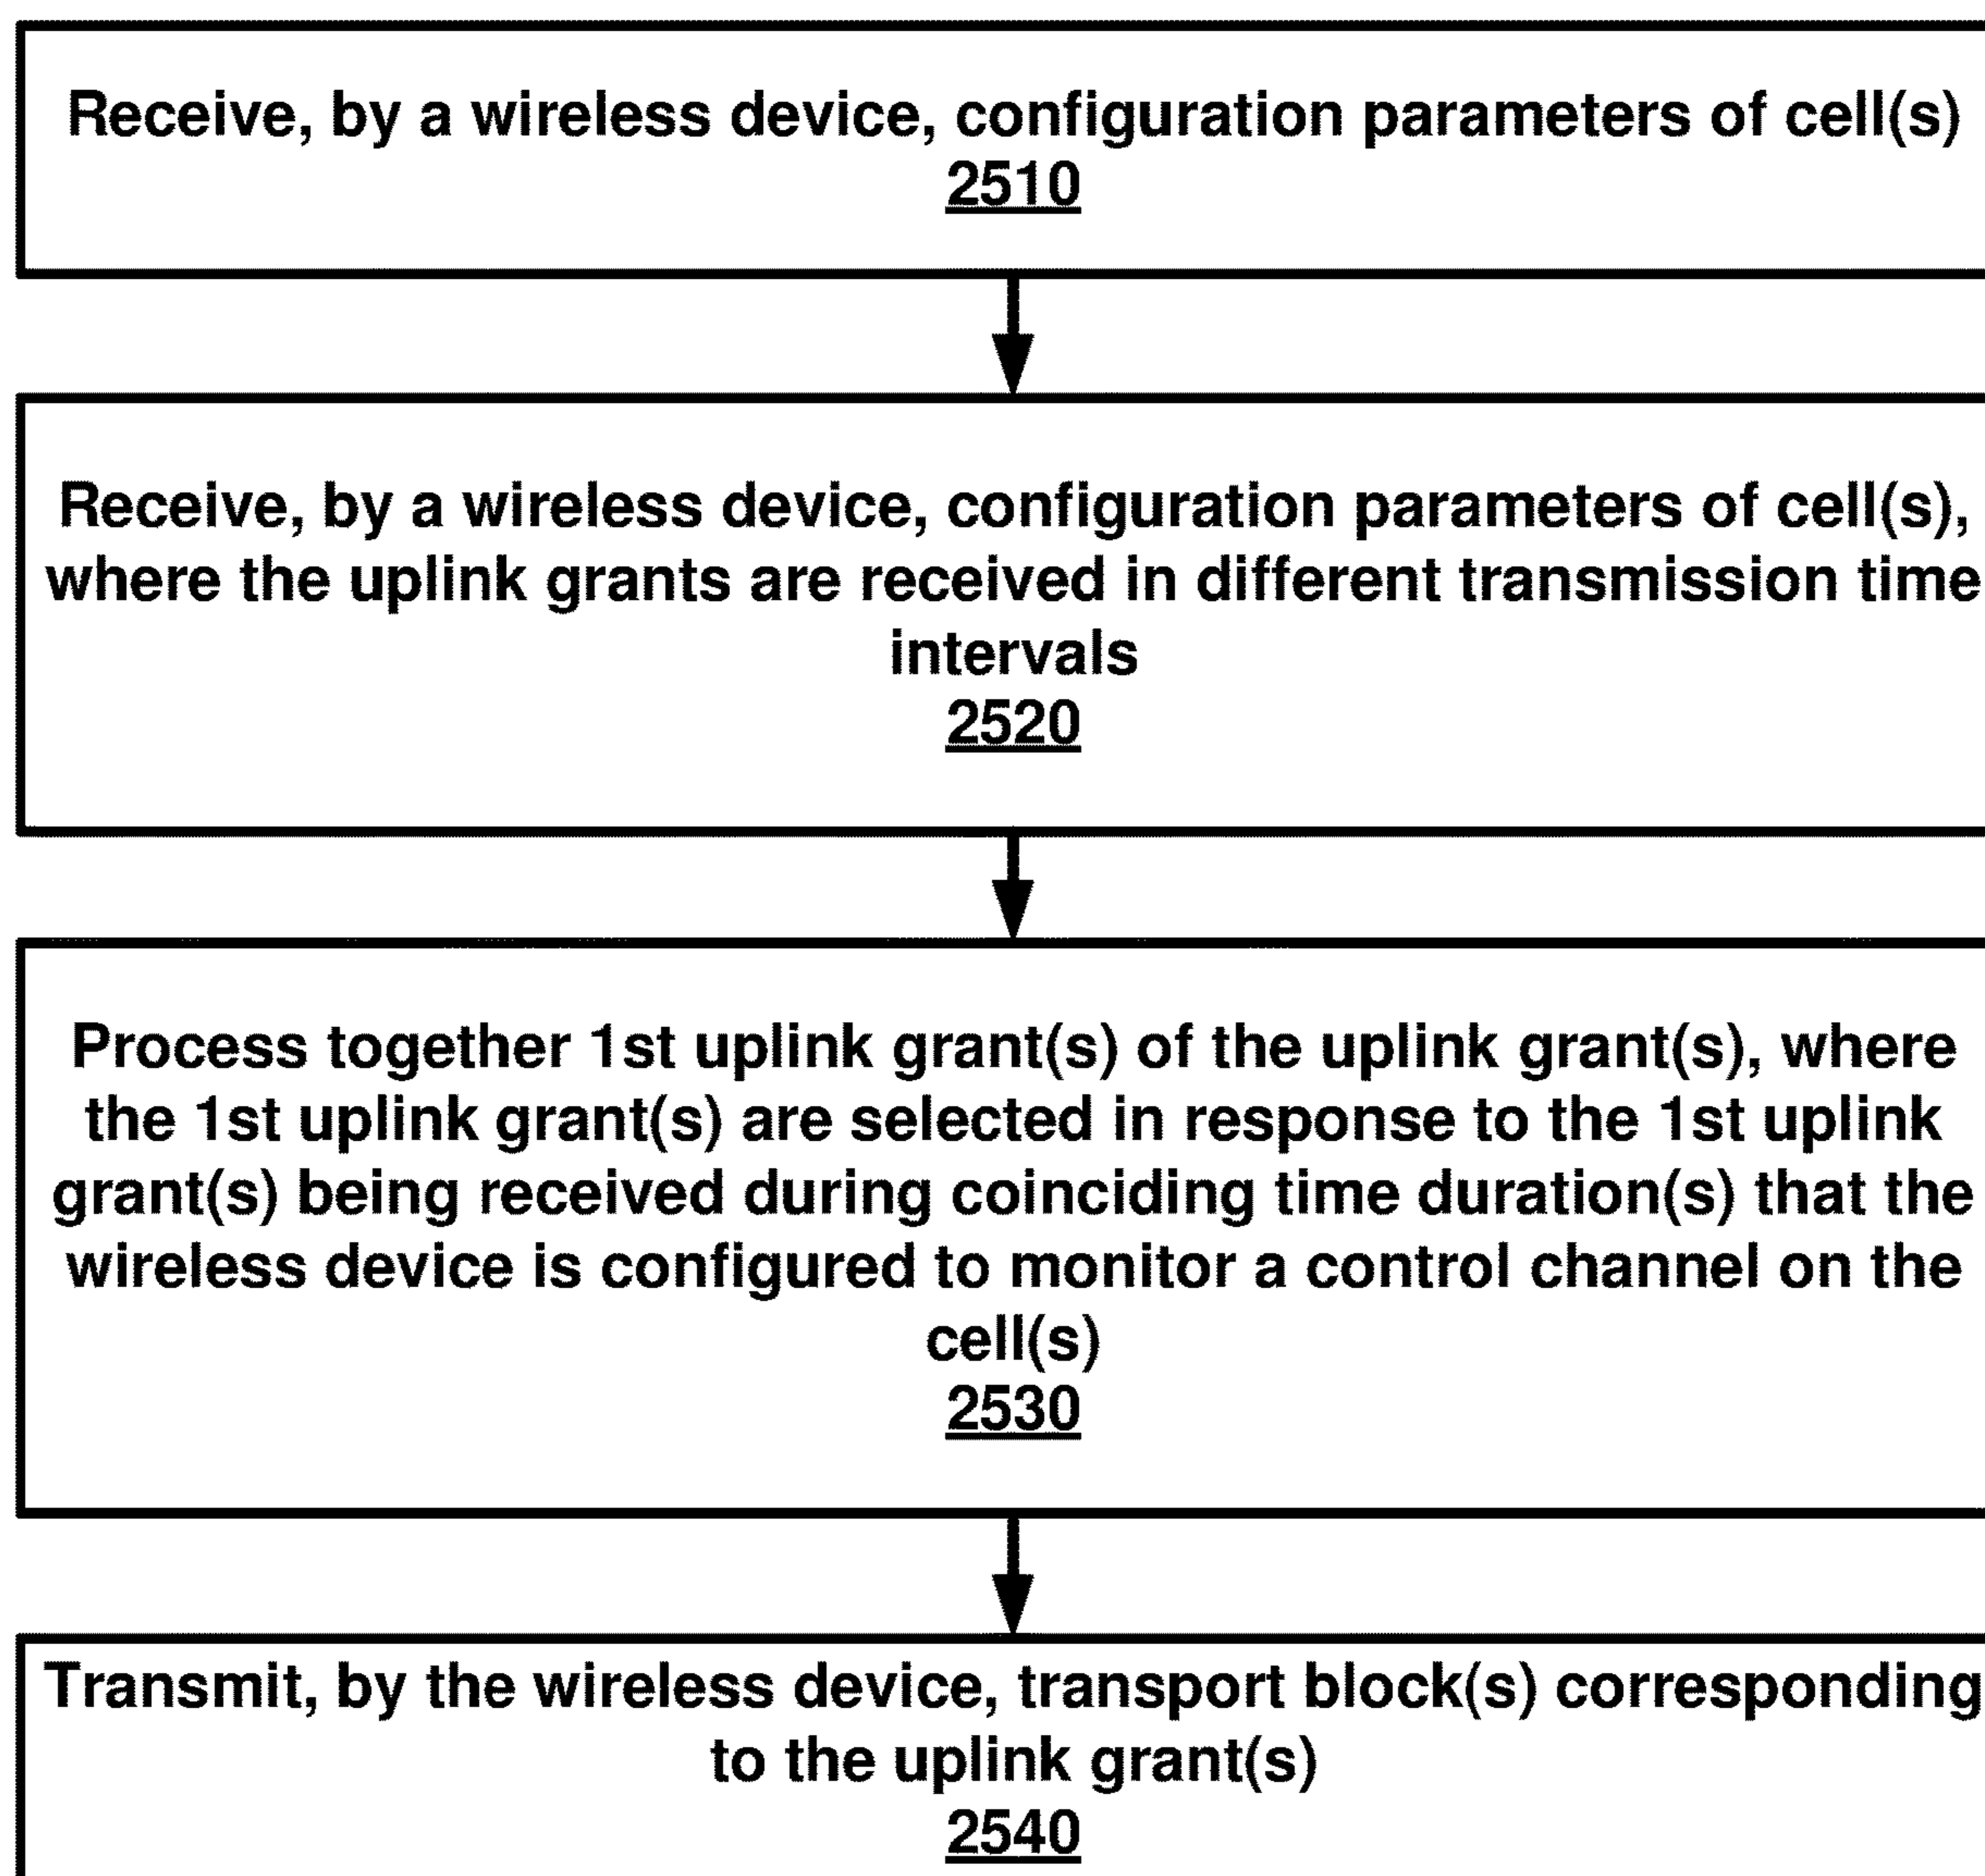 Receive, by a wireless device, configuration parameters of cell(s)
2510
Receive, by a wireless device, configuration parameters of cell(s),
where the uplink grants are received in different transmission time
intervals
2520
Process together 1st uplink grant(s) of the uplink grant(s), where
the 1st uplink grant(s) are selected in response to the 1st uplink
grant(s) being received during coinciding time duration(s) that the
wireless device is configured to monitor a control channel on the
cell(s)
2530
Transmit, by the wireless device, transport block(s) corresponding
to the uplink grant(s)
2540